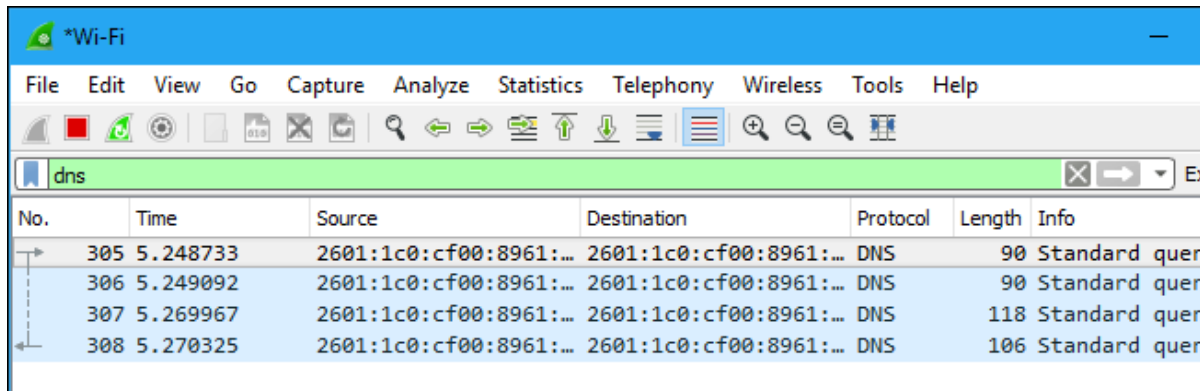 *Wi-Fi
File Edit View Go Capture Analyze Statistics Telephony Wireless Tools Help
dns
No. Time Source Destination Protocol Length Info
305 5.248733 2601:1c0:cf00:8961:… 2601:1c0:cf00:8961:… DNS 90 Standard quer
306 5.249092 2601:1c0:cf00:8961:… 2601:1c0:cf00:8961:… DNS 90 Standard quer
307 5.269967 2601:1c0:cf00:8961:… 2601:1c0:cf00:8961:… DNS 118 Standard quer
308 5.270325 2601:1c0:cf00:8961:… 2601:1c0:cf00:8961:… DNS 106 Standard quer